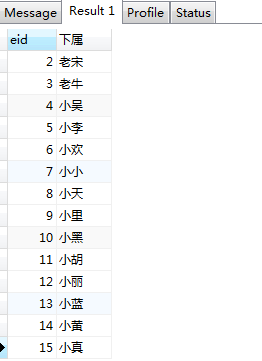 Message Result 1 Profile Status
eid 下属
2 老宋
3 老牛
4 小吴
5 小李
6 小欢
7 小小
8 小天
9 小里
10 小黑
11 小胡
12 小丽
13 小蓝
14 小黄
15 小真